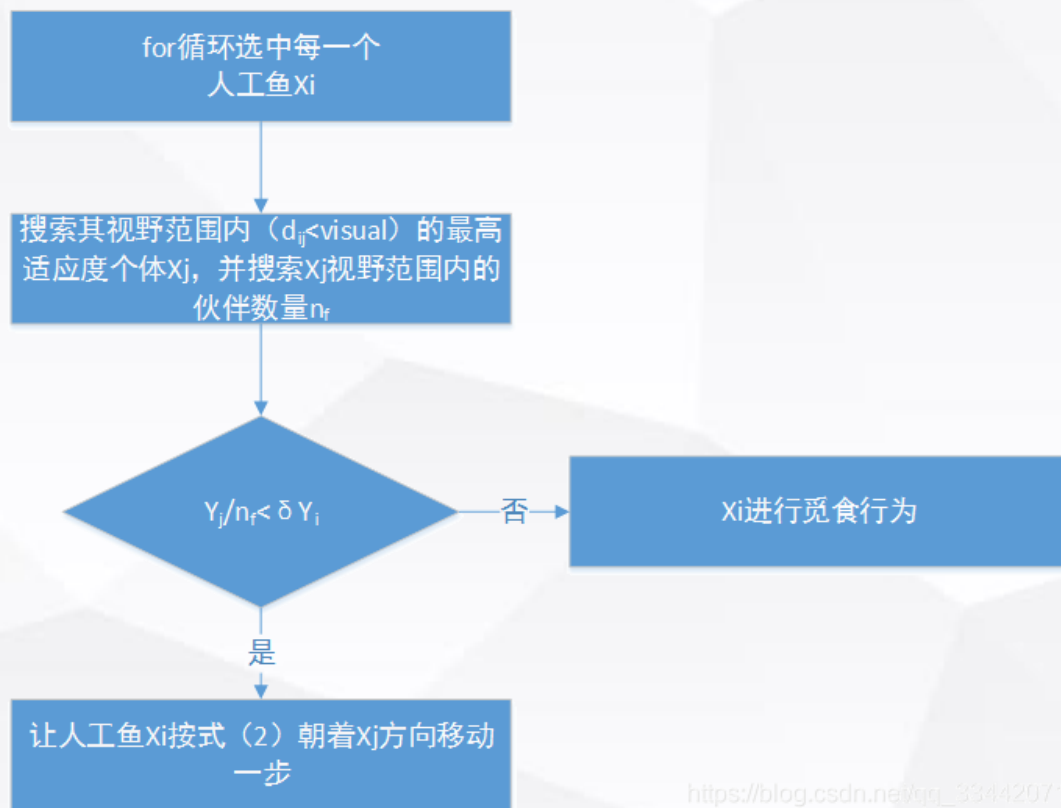 for循环选中每一个
人工鱼Xi
搜索其视野范围内（dij<visual）的最高
适应度个体Xj，并搜索Xj视野范围内的
伙伴数量nf
Yj/nf< δ Yi
否
Xi进行觅食行为
是
让人工鱼Xi按式（2）朝着Xj方向移动
一步
https://blog.csdn.net/qq_3344207